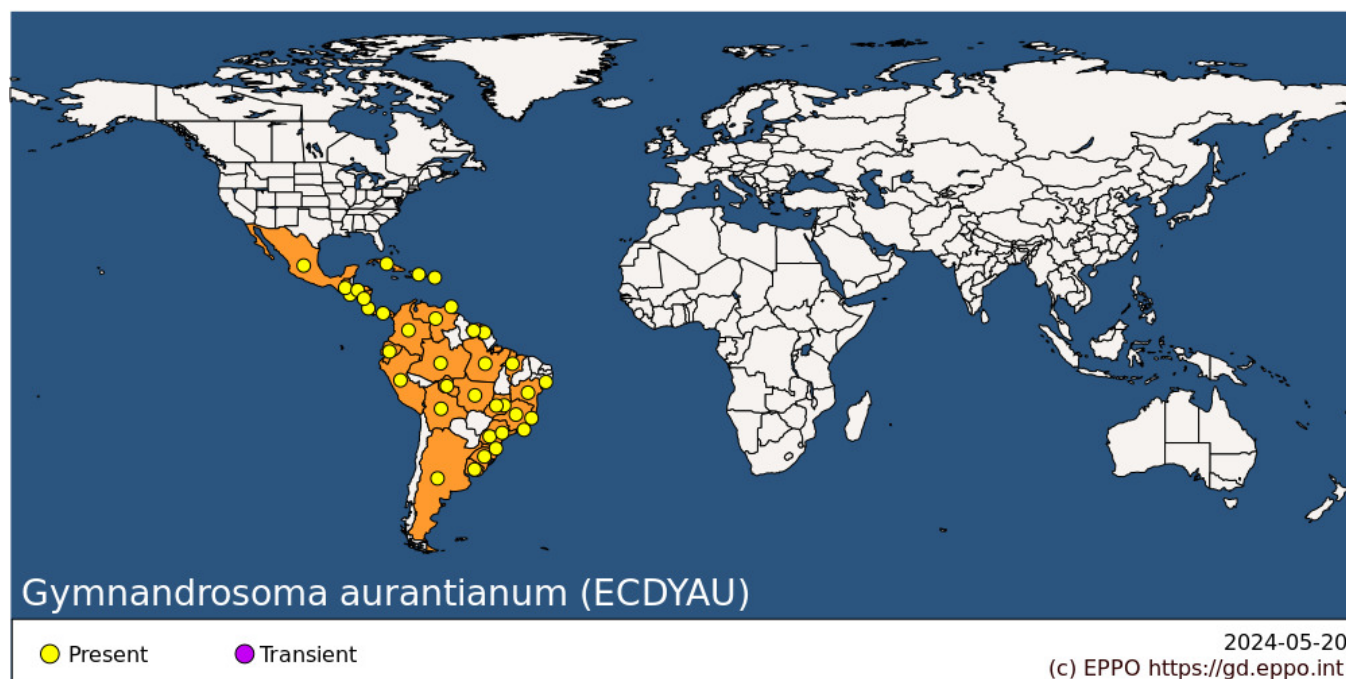 Gymnandrosoma aurantianum (ECDYAU)
Present
Transient
2024-05-20
(c) EPPO https://gd.eppo.int